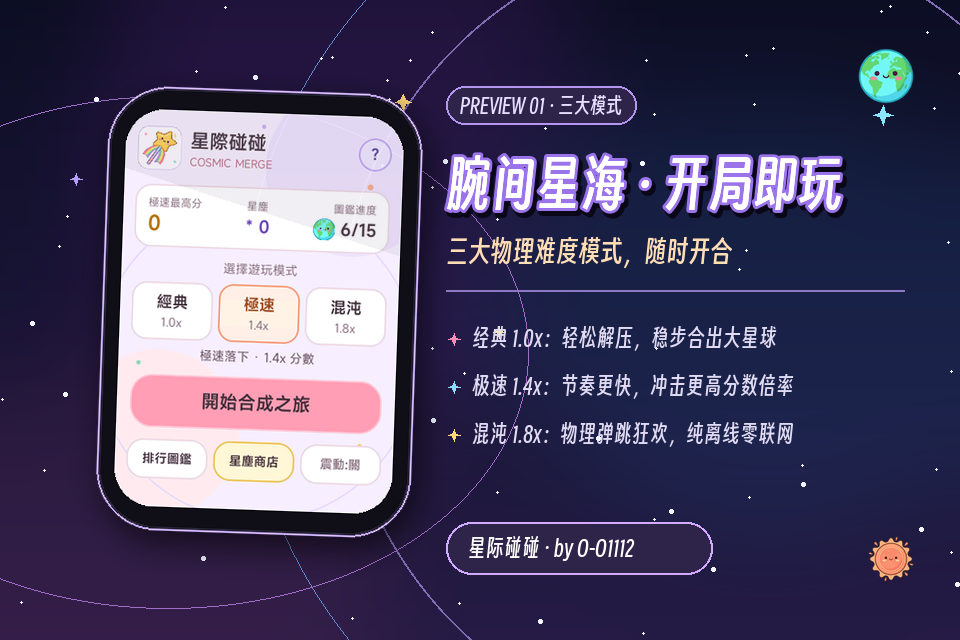 星際碰碰
COSMIC MERGE
?
極速最高分 星塵 圖鑑進度
0 * 0 6/15
選擇遊玩模式
經典 極速 混沌
1.0x 1.4x 1.8x
極速落下 · 1.4x 分數
開始合成之旅
排行圖鑑 星塵商店 震動:關
PREVIEW 01 · 三大模式
腕间星海 · 开局即玩
三大物理难度模式，随时开合
经典 1.0x：轻松解压，稳步合出大星球
极速 1.4x：节奏更快，冲击更高分数倍率
混沌 1.8x：物理弹跳狂欢，纯离线零联网
星际碰碰 · by O-O1112